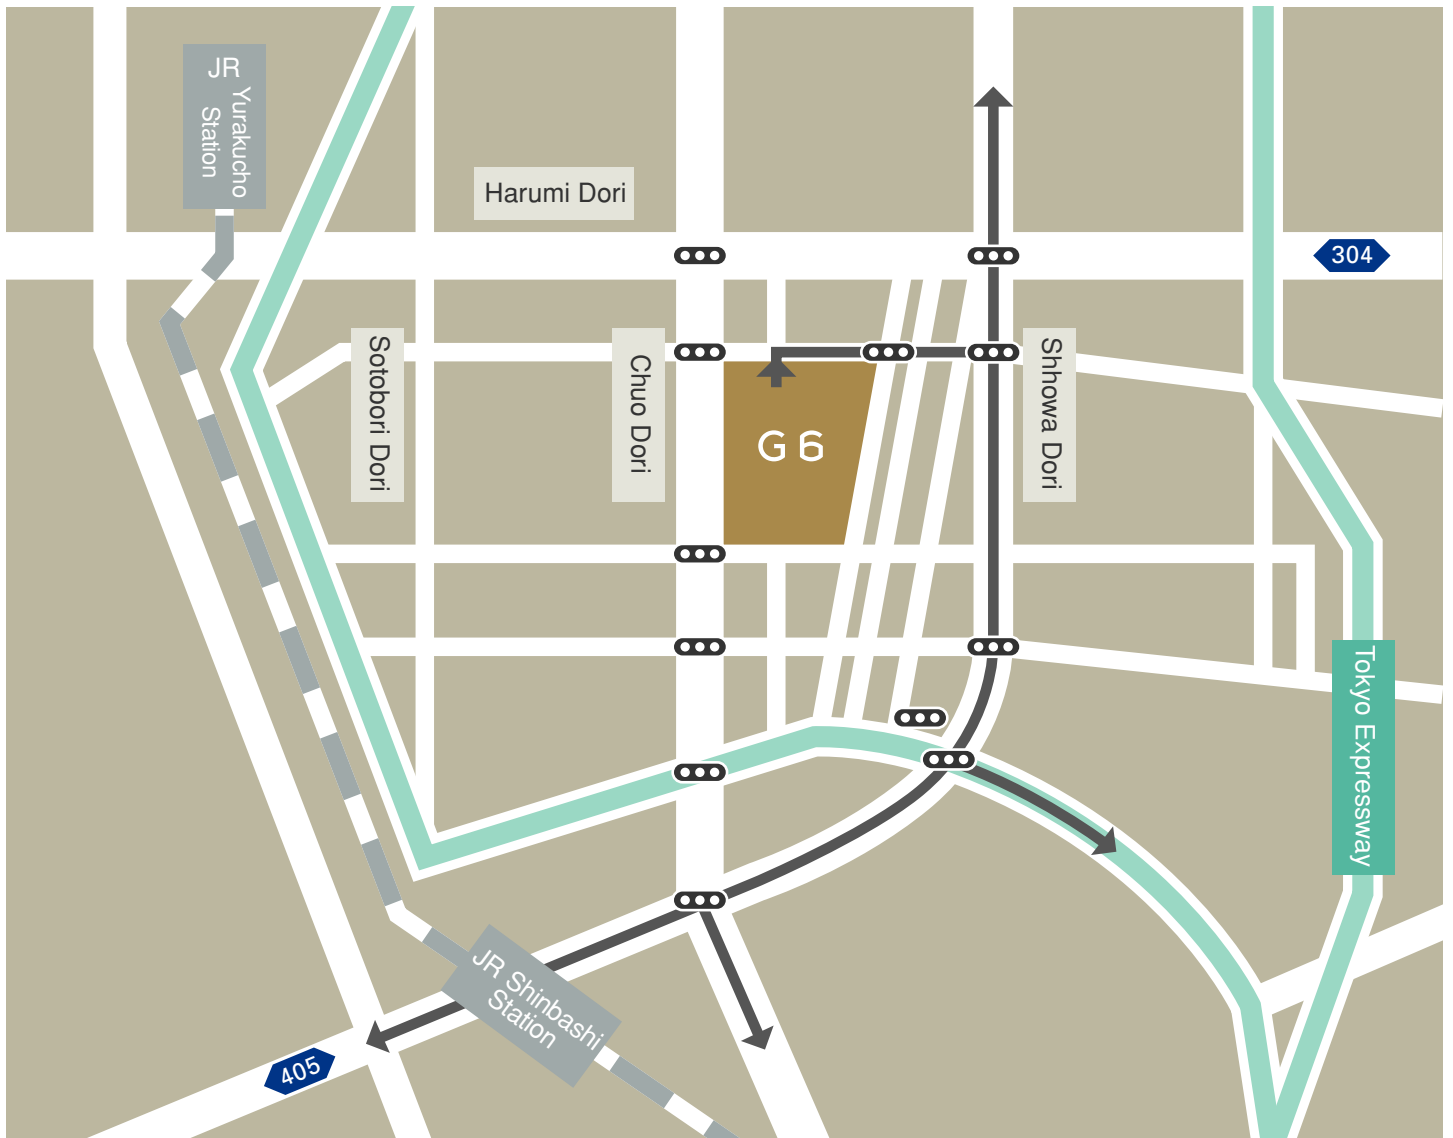 JR
Yurakucho
Station
Harumi Dori
304
Sotobori Dori
Chuo Dori
Shhowa Dori
G6
Tokyo Expressway
JR Shinbashi
Station
405